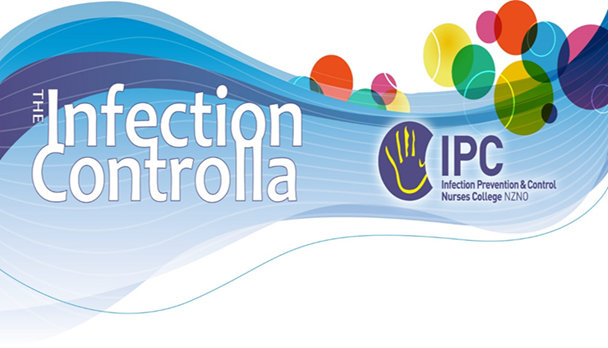 THE
Infection
Controlla
IPC
Infection Prevention & Control
Nurses College NZNO